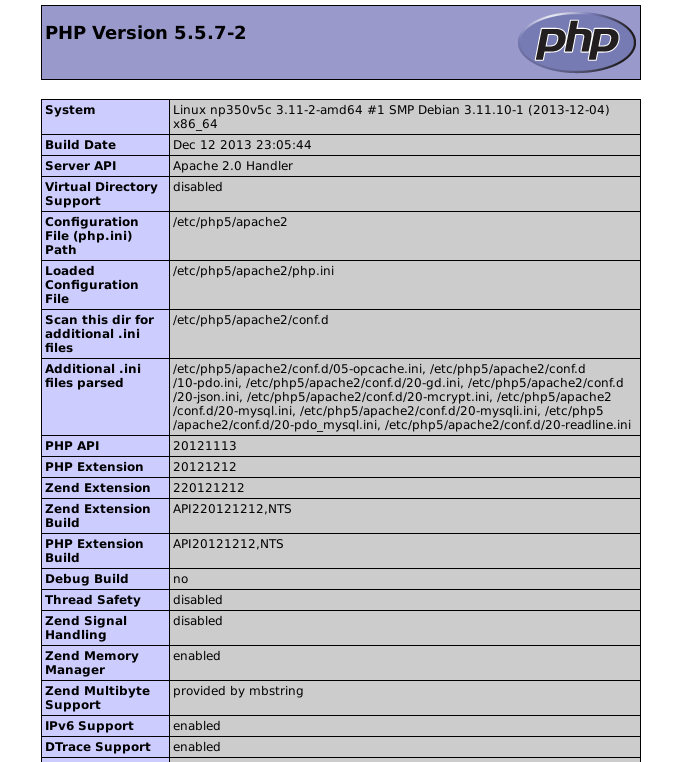 PHP Version 5.5.7-2
php
System
Linux np350v5c 3.11-2-amd64 #1 SMP Debian 3.11.10-1 (2013-12-04)
x86_64
Build Date
Dec 12 2013 23:05:44
Server API
Apache 2.0 Handler
Virtual Directory
Support
disabled
Configuration
File (php.ini)
Path
/etc/php5/apache2
Loaded
Configuration
File
/etc/php5/apache2/php.ini
Scan this dir for
additional .ini
files
/etc/php5/apache2/conf.d
Additional .ini
files parsed
/etc/php5/apache2/conf.d/05-opcache.ini, /etc/php5/apache2/conf.d
/10-pdo.ini, /etc/php5/apache2/conf.d/20-gd.ini, /etc/php5/apache2/conf.d
/20-json.ini, /etc/php5/apache2/conf.d/20-mcrypt.ini, /etc/php5/apache2
/conf.d/20-mysql.ini, /etc/php5/apache2/conf.d/20-mysqli.ini, /etc/php5
/apache2/conf.d/20-pdo_mysql.ini, /etc/php5/apache2/conf.d/20-readline.ini
PHP API
20121113
PHP Extension
20121212
Zend Extension
220121212
Zend Extension
Build
API220121212,NTS
PHP Extension
Build
API20121212,NTS
Debug Build
no
Thread Safety
disabled
Zend Signal
Handling
disabled
Zend Memory
Manager
enabled
Zend Multibyte
Support
provided by mbstring
IPv6 Support
enabled
DTrace Support
enabled